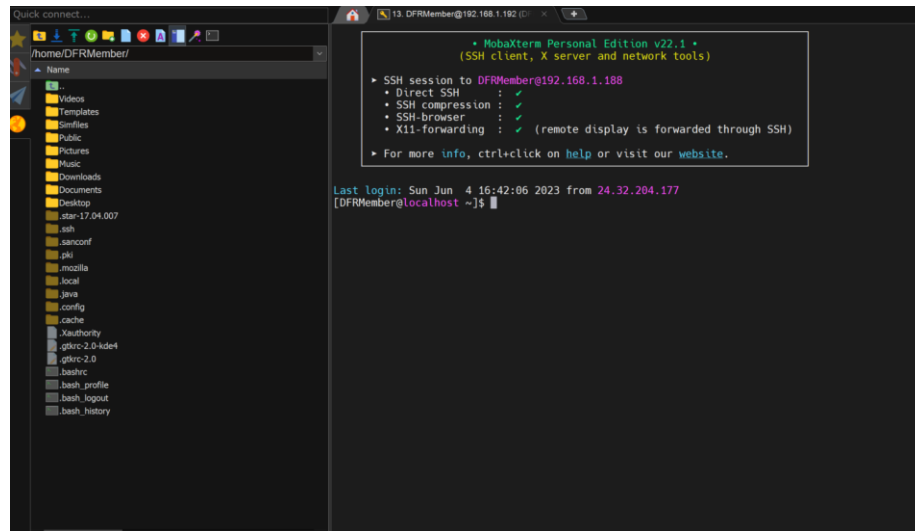 Quick connect...
/home/DFRMember/
Name
..
Videos
Templates
Simfiles
Public
Pictures
Music
Downloads
Documents
Desktop
.star-17.04.007
.ssh
.sanconf
.pki
.mozilla
.local
.java
.config
.cache
.Xauthority
.gtkrc-2.0-kde4
.gtkrc-2.0
.bashrc
.bash_profile
.bash_logout
.bash_history
13. DFRMember@192.168.1.192 (DF
• MobaXterm Personal Edition v22.1 •
(SSH client, X server and network tools)
► SSH session to DFRMember@192.168.1.188
• Direct SSH : ✔
• SSH compression : ✔
• SSH-browser : ✔
• X11-forwarding : ✔ (remote display is forwarded through SSH)
► For more info, ctrl+click on help or visit our website.
Last login: Sun Jun 4 16:42:06 2023 from 24.32.204.177
[DFRMember@localhost ~]$